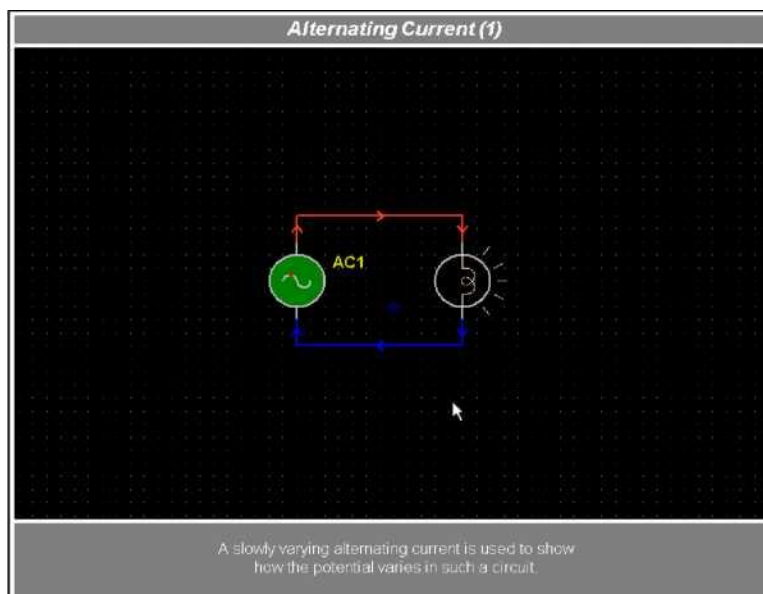 Alternating Current (1)
AC1
A slowly varying alternating current is used to show
how the potential varies in such a circuit.